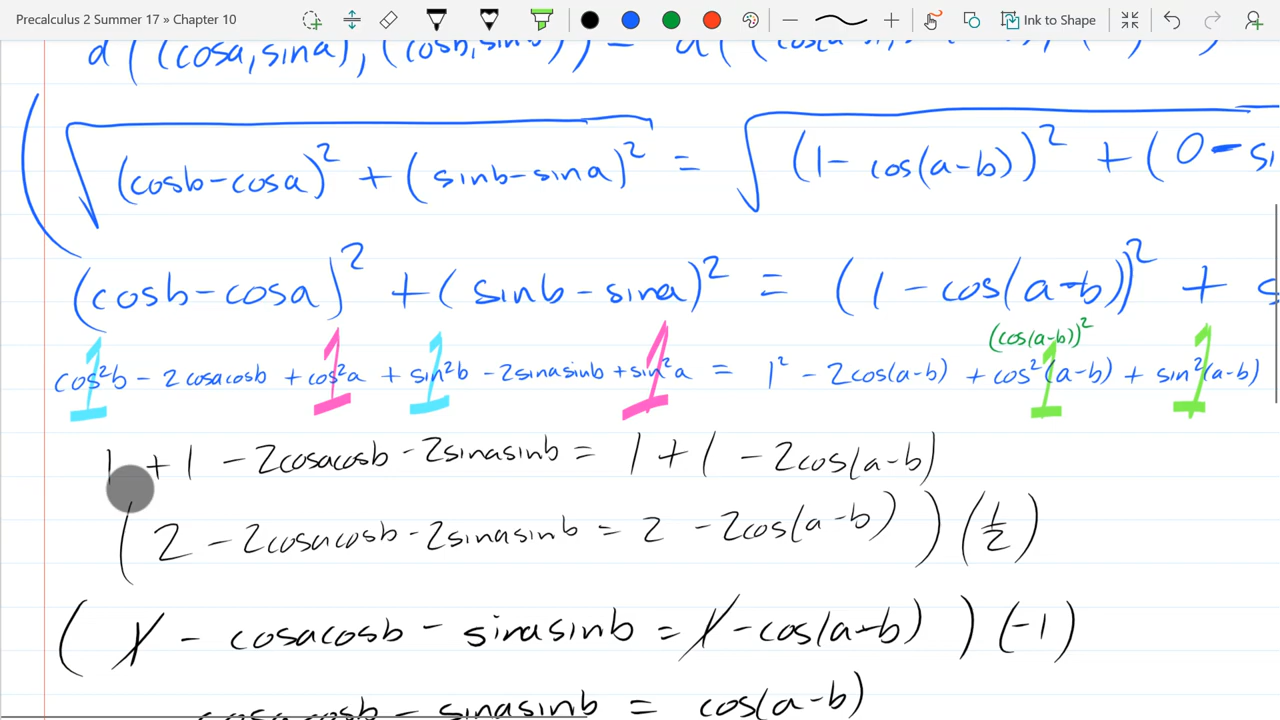 Precalculus 2 Summer 17 » Chapter 10
Ink to Shape
d((cosa, sina), (cosb, sinb)) = d((cos(a-b),
√(cosb-cosa)² + (sinb-sina)² = √(1-cos(a-b))² + (0-si
(cosb-cosa)² + (sinb-sina)² = (1-cos(a-b))² + s
(cos(a-b))²
cos²b - 2cosacosb + cos²a + sin²b - 2sinasinb + sin²a = 1² - 2cos(a-b) + cos²(a-b) + sin²(a-b)
1 1 1 1 1 1
1 + 1 - 2cosacosb - 2sinasinb = 1 + 1 - 2cos(a-b)
(2 - 2cosacosb - 2sinasinb = 2 - 2cos(a-b))(1/2)
(1 - cosacosb - sinasinb = 1 - cos(a-b))(-1)
cosacosb - sinasinb = cos(a-b)